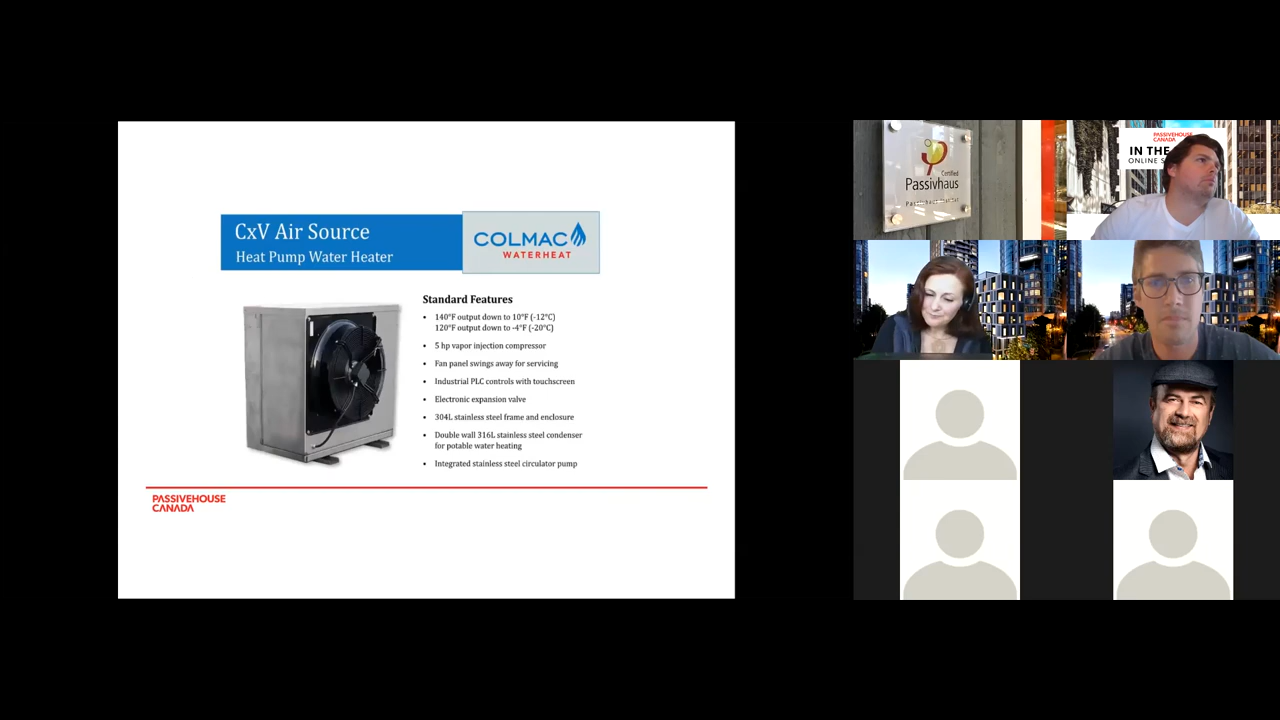 CxV Air Source
Heat Pump Water Heater
COLMAC
WATERHEAT
Standard Features
• 140°F output down to 10°F (-12°C)
120°F output down to -4°F (-20°C)
• 5 hp vapor injection compressor
• Fan panel swings away for servicing
• Industrial PLC controls with touchscreen
• Electronic expansion valve
• 304L stainless steel frame and enclosure
• Double wall 316L stainless steel condenser
for potable water heating
• Integrated stainless steel circulator pump
PASSIVEHOUSE
CANADA
Certified
Passivhaus
PASSIVEHOUSE
CANADA
IN THE
ONLINE S